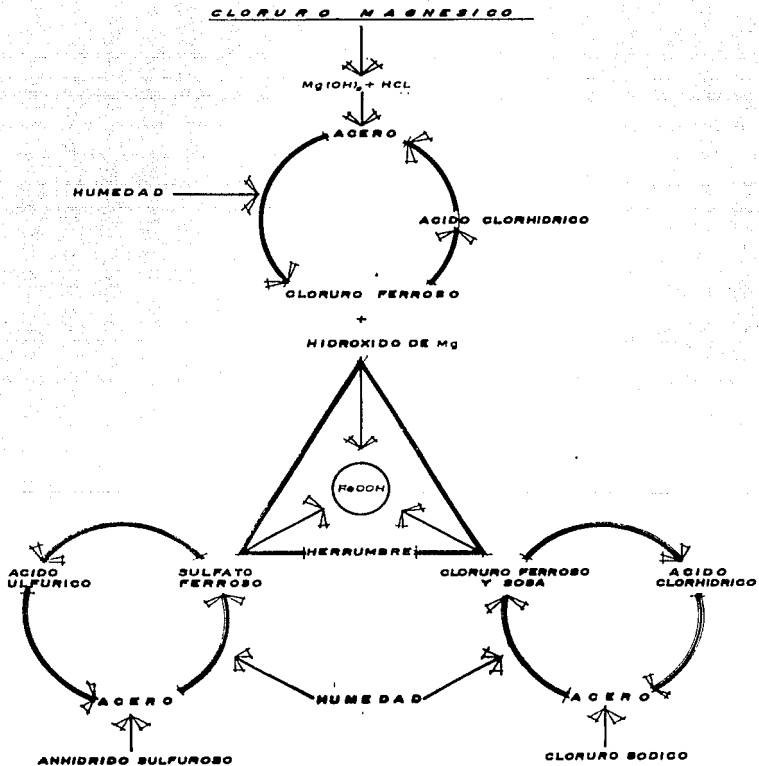 CLORURO MAGNESICO
Mg(OH)₂ + HCL
ACERO
HUMEDAD
ACIDO CLORHIDRICO
CLORURO FERROSO
+
HIDROXIDO DE Mg
FeOOH
HERRUMBRE
ACIDO
ULFURICO
SULFATO
FERROSO
CLORURO FERROSO
Y SOSA
ACIDO
CLORHIDRICO
ACERO
HUMEDAD
ACERO
ANHIDRIDO SULFUROSO
CLORURO SODICO